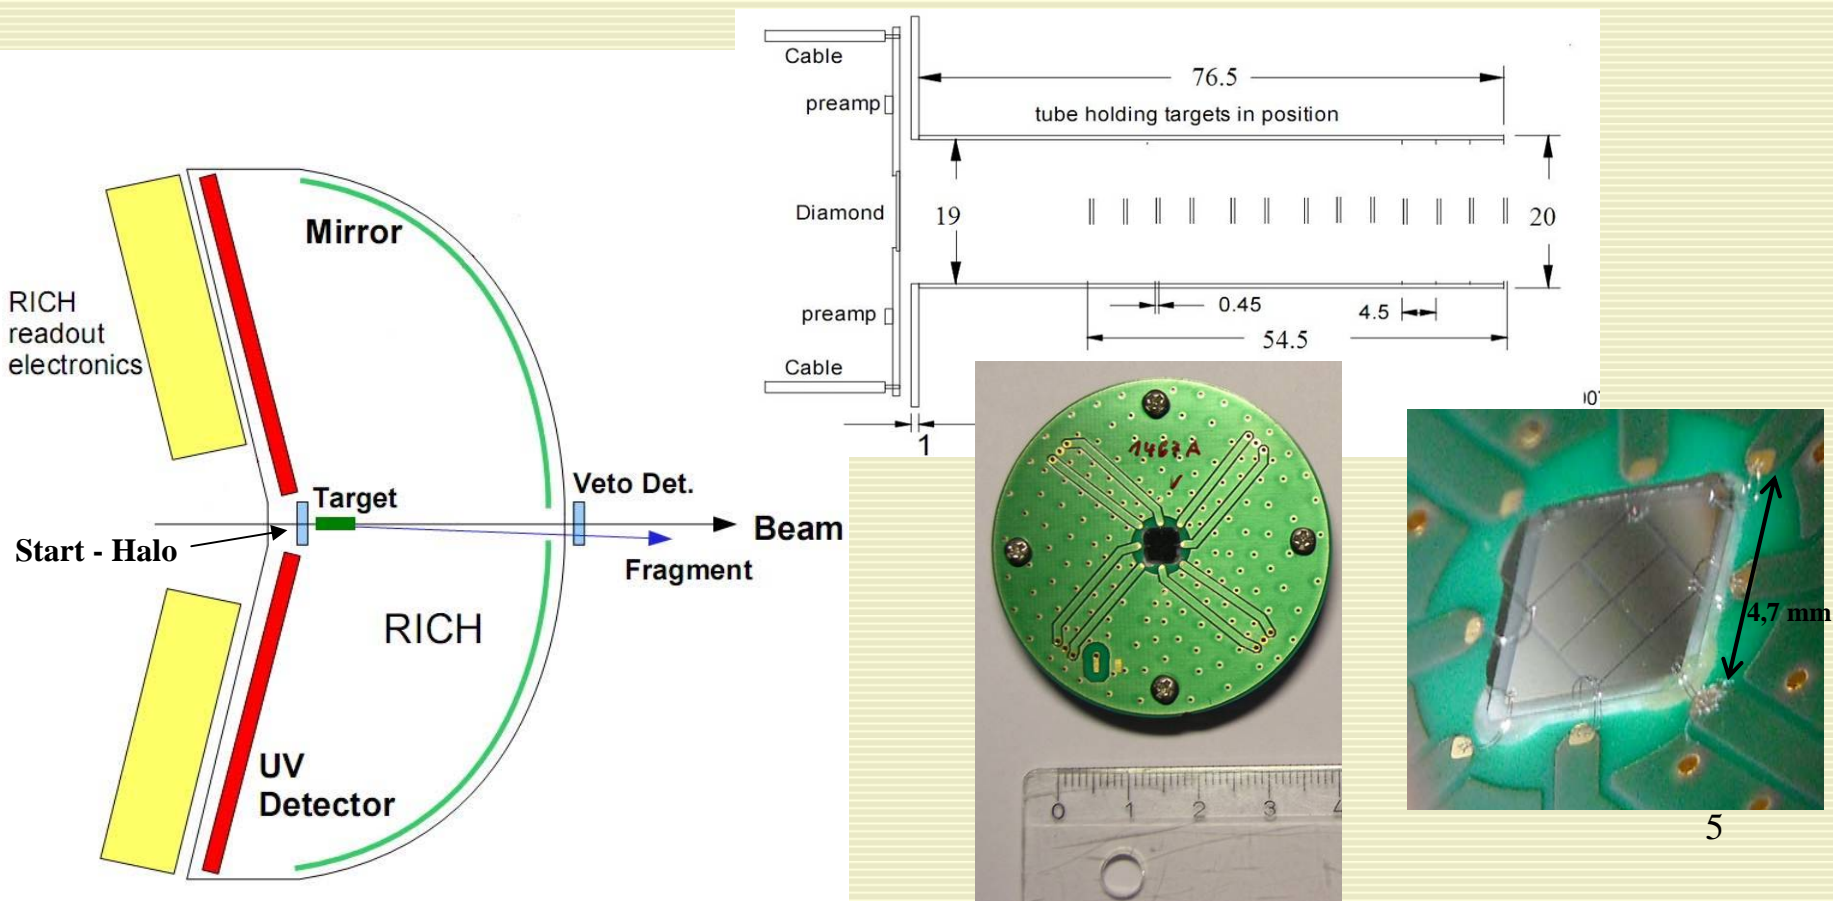 Mirror
RICH
readout
electronics
Target
Veto Det.
Beam
Start - Halo
Fragment
RICH
UV
Detector
Cable
76.5
preamp
tube holding targets in position
Diamond
19
20
preamp
0.45
4.5
54.5
Cable
1
1467A
0 1 2 3 4
4,7 mm
5